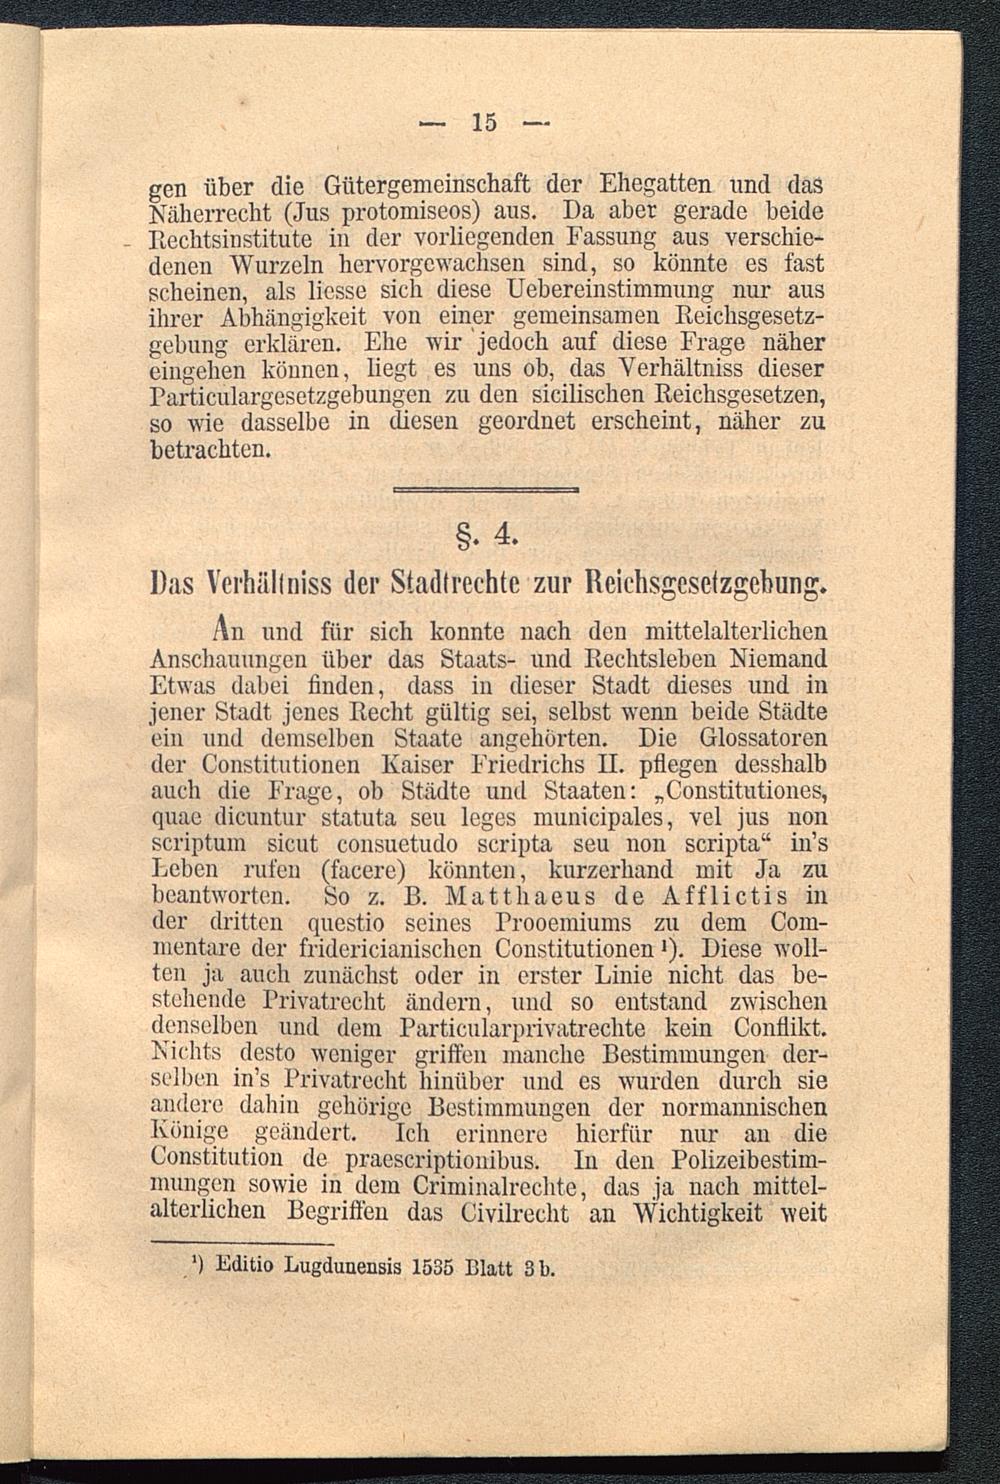 — 15 —
gen über die Gütergemeinschaft der Ehegatten und das
Näherrecht (Jus protomiseos) aus. Da aber gerade beide
Rechtsinstitute in der vorliegenden Fassung aus verschie-
denen Wurzeln hervorgewachsen sind, so könnte es fast
scheinen, als liesse sich diese Uebereinstimmung nur aus
ihrer Abhängigkeit von einer gemeinsamen Reichsgesetz-
gebung erklären. Ehe wir jedoch auf diese Frage näher
eingehen können, liegt es uns ob, das Verhältniss dieser
Particulargesetzgebungen zu den sicilischen Reichsgesetzen,
so wie dasselbe in diesen geordnet erscheint, näher zu
betrachten.
§. 4.
Das Verhältniss der Stadtrechte zur Reichsgesetzgebung.
An und für sich konnte nach den mittelalterlichen
Anschauungen über das Staats- und Rechtsleben Niemand
Etwas dabei finden, dass in dieser Stadt dieses und in
jener Stadt jenes Recht gültig sei, selbst wenn beide Städte
ein und demselben Staate angehörten. Die Glossatoren
der Constitutionen Kaiser Friedrichs II. pflegen desshalb
auch die Frage, ob Städte und Staaten: „Constitutiones,
quae dicuntur statuta seu leges municipales, vel jus non
scriptum sicut consuetudo scripta seu non scripta“ in's
Leben rufen (facere) könnten, kurzerhand mit Ja zu
beantworten. So z. B. Matthaeus de Afflictis in
der dritten questio seines Prooemiums zu dem Com-
mentare der fridericianischen Constitutionen ¹). Diese woll-
ten ja auch zunächst oder in erster Linie nicht das be-
stehende Privatrecht ändern, und so entstand zwischen
denselben und dem Particularprivatrechte kein Conflikt.
Nichts desto weniger griffen manche Bestimmungen der-
selben in's Privatrecht hinüber und es wurden durch sie
andere dahin gehörige Bestimmungen der normannischen
Könige geändert. Ich erinnere hierfür nur an die
Constitution de praescriptionibus. In den Polizeibestim-
mungen sowie in dem Criminalrechte, das ja nach mittel-
alterlichen Begriffen das Civilrecht an Wichtigkeit weit
¹) Editio Lugdunensis 1535 Blatt 3 b.